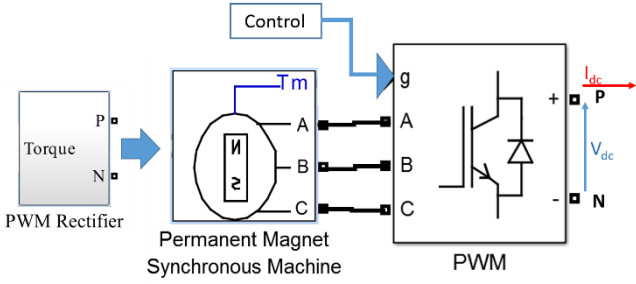 Control
Torque
P
N
PWM Rectifier
Tm
A
B
C
N
S
Permanent Magnet
Synchronous Machine
g
A
B
C
+
-
PWM
Idc
P
Vdc
N